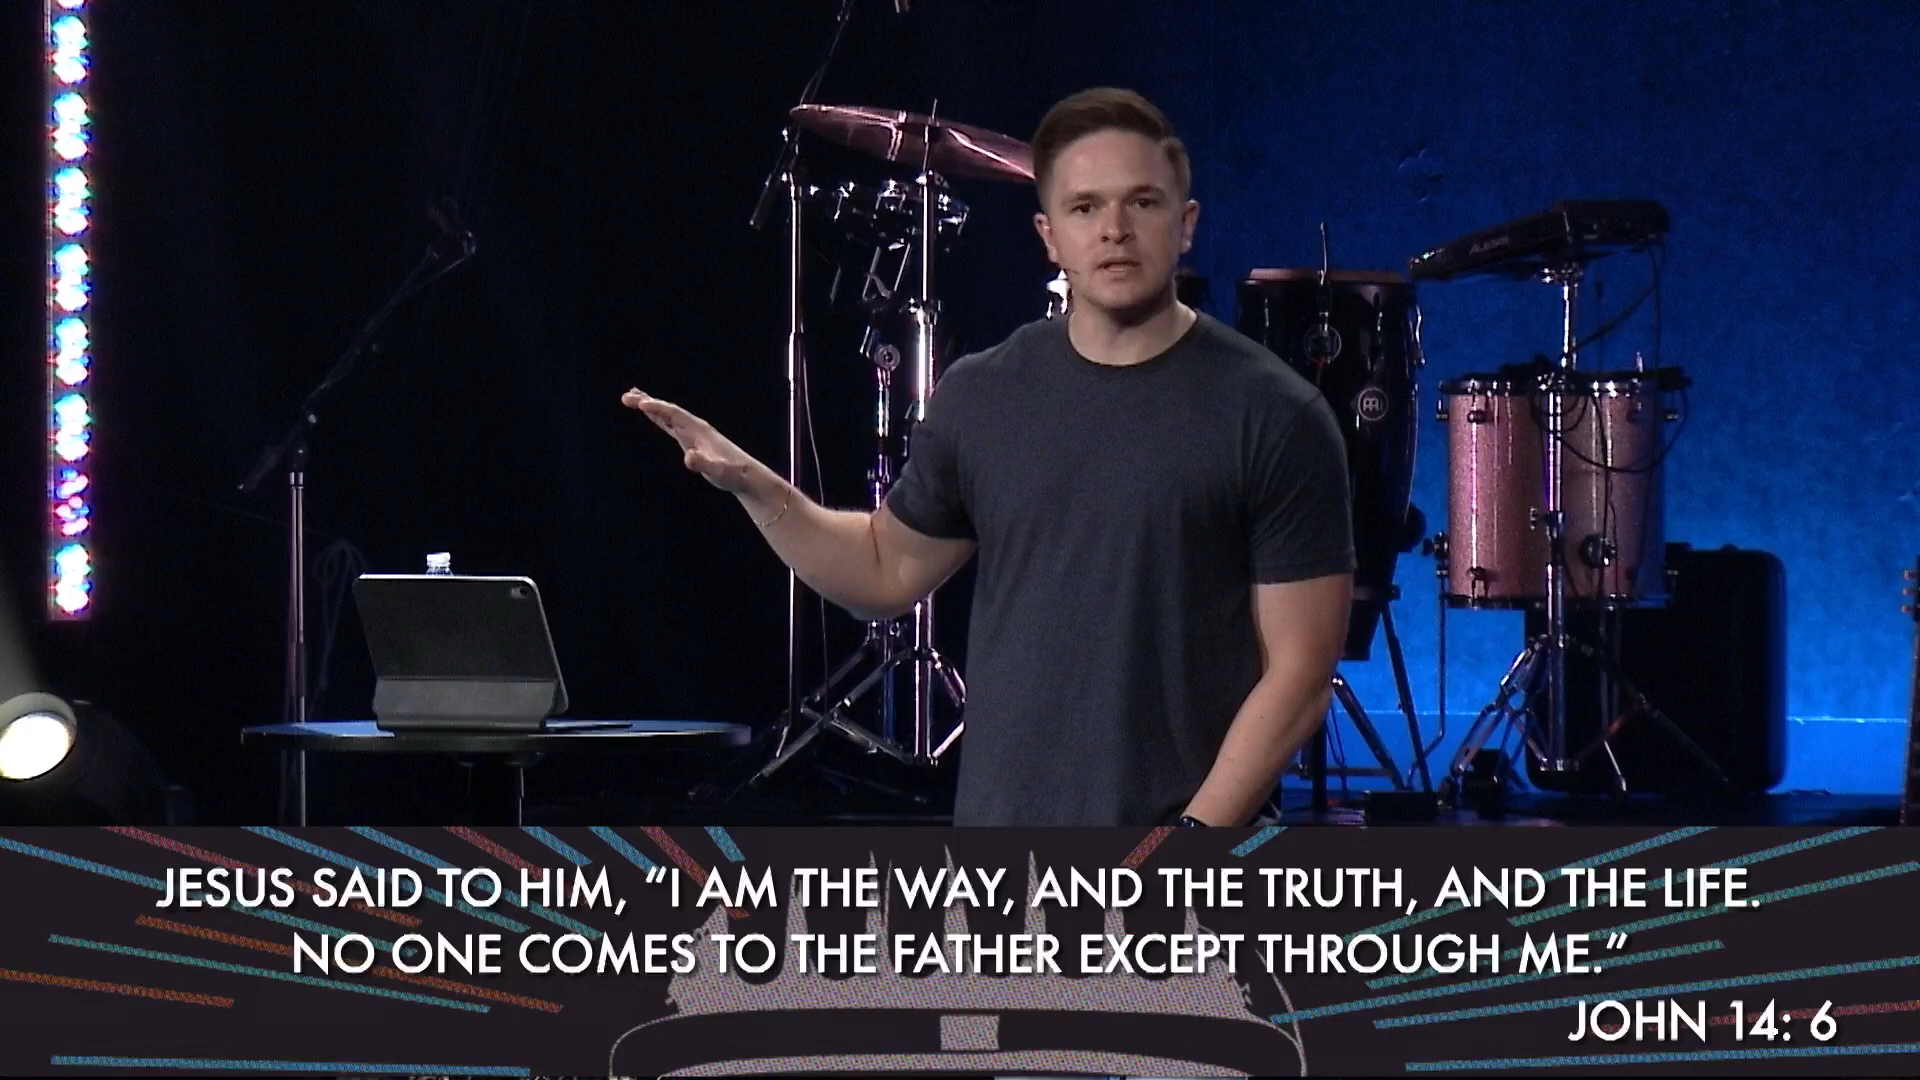 ALESIS
JESUS SAID TO HIM, “I AM THE WAY, AND THE TRUTH, AND THE LIFE.
NO ONE COMES TO THE FATHER EXCEPT THROUGH ME.”
JOHN 14: 6